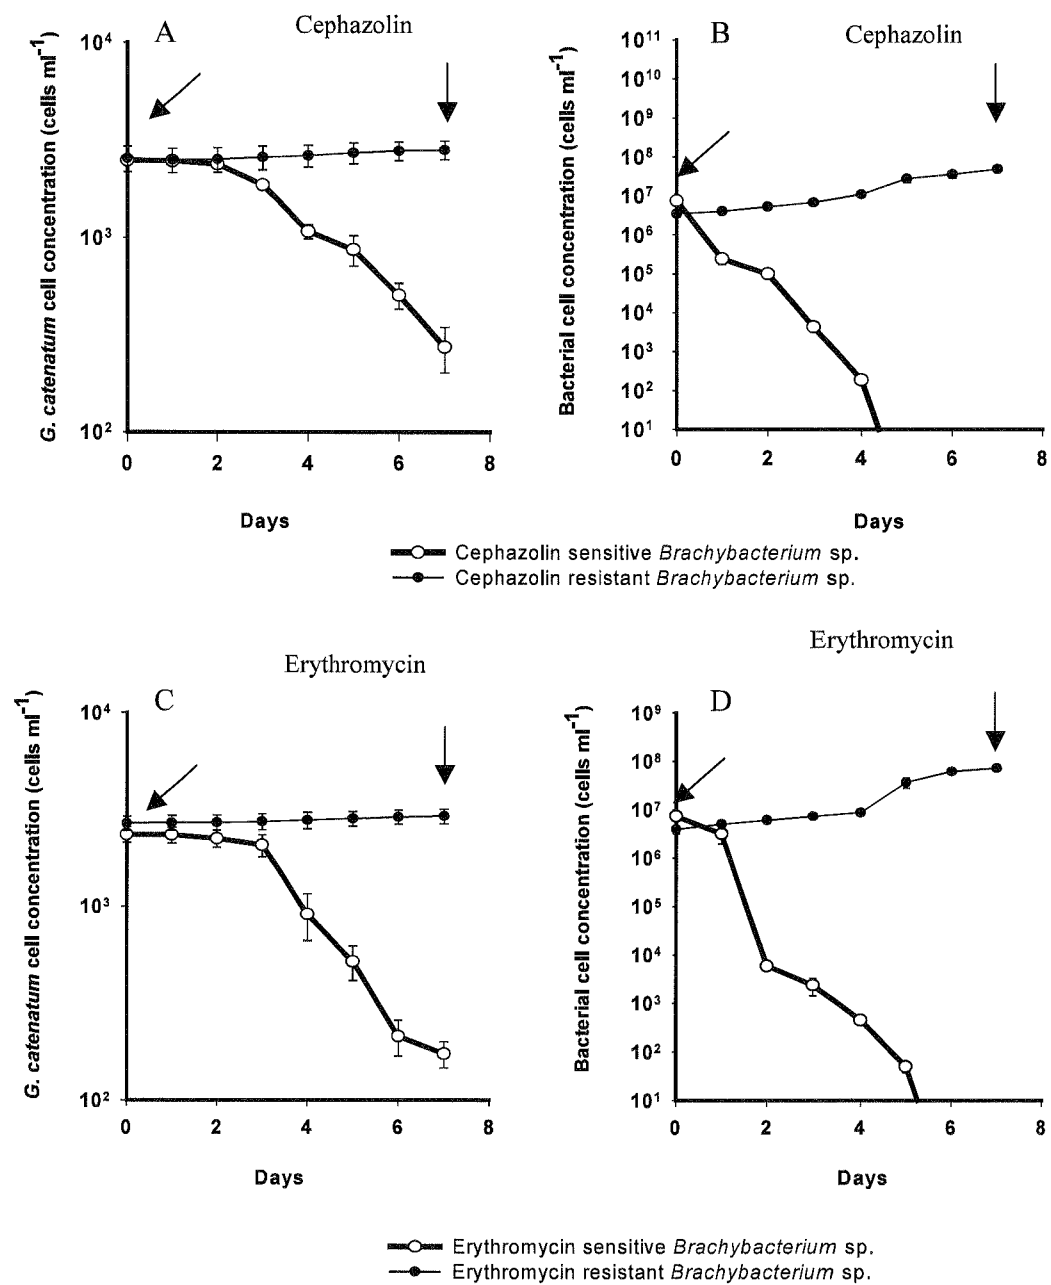 A Cephazolin
G. catenatum cell concentration (cells ml⁻¹)
10⁴
10³
10²
0 2 4 6 8
Days
B Cephazolin
Bacterial cell concentration (cells ml⁻¹)
10¹¹
10¹⁰
10⁹
10⁸
10⁷
10⁶
10⁵
10⁴
10³
10²
10¹
0 2 4 6 8
Days
Cephazolin sensitive Brachybacterium sp.
Cephazolin resistant Brachybacterium sp.
Erythromycin
C
G. catenatum cell concentration (cells ml⁻¹)
10⁴
10³
10²
0 2 4 6 8
Days
Erythromycin
D
Bacterial cell concentration (cells ml⁻¹)
10⁹
10⁸
10⁷
10⁶
10⁵
10⁴
10³
10²
10¹
0 2 4 6 8
Days
Erythromycin sensitive Brachybacterium sp.
Erythromycin resistant Brachybacterium sp.